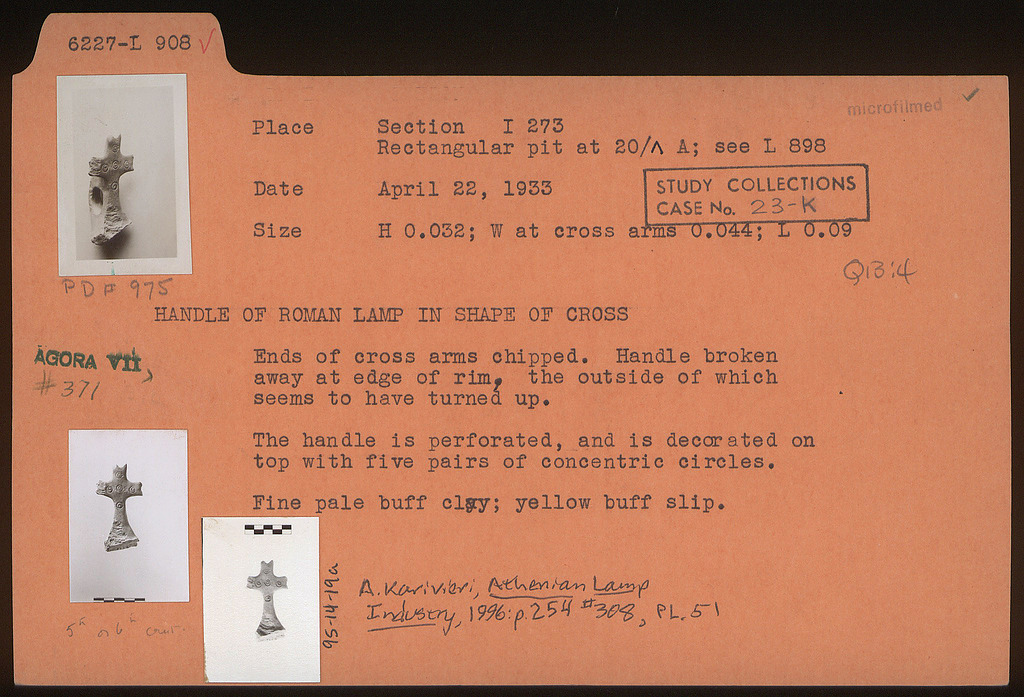 6227-L 908 ✓
microfilmed ✓
Place Section I 273
Rectangular pit at 20/Λ A; see L 898
Date April 22, 1933
STUDY COLLECTIONS
CASE No. 23-K
Size H 0.032; W at cross arms 0.044; L 0.09
Q13:4
PD# 975
HANDLE OF ROMAN LAMP IN SHAPE OF CROSS
AGORA VII,
#371
Ends of cross arms chipped. Handle broken
away at edge of rim, the outside of which
seems to have turned up.
The handle is perforated, and is decorated on
top with five pairs of concentric circles.
Fine pale buff clay; yellow buff slip.
95-14-19a
A. Karivieri, Athenian Lamp
Industry, 1996: p. 254 #308, PL. 51
5th or 6th cent.